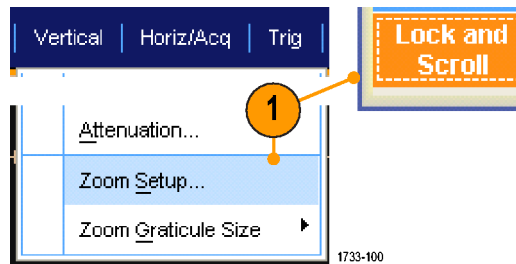 Vertical | Horiz/Acq | Trig
Lock and
Scroll
1
Attenuation...
Zoom Setup...
Zoom Graticule Size
1733-100